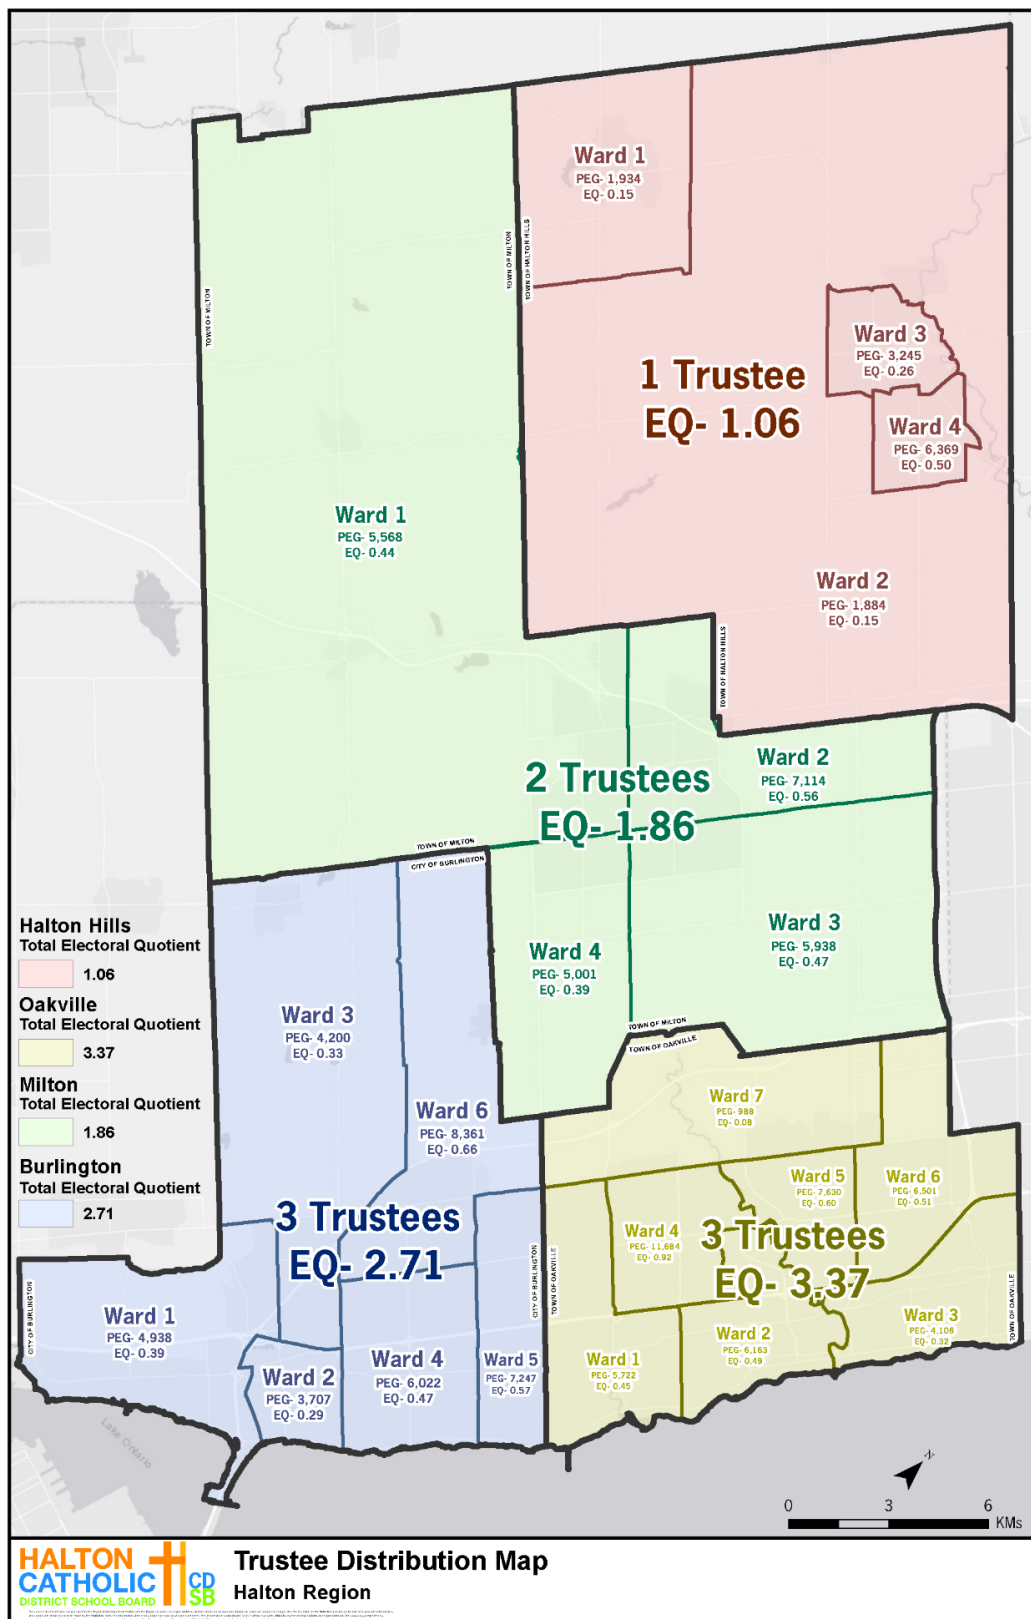 Ward 1
PEG- 1,934
EQ- 0.15
TOWN OF MILTON
TOWN OF HALTON HILLS
TOWN OF MILTON
Ward 3
PEG- 3,245
EQ- 0.26
1 Trustee
EQ- 1.06
Ward 4
PEG- 6,369
EQ- 0.50
Ward 1
PEG- 5,568
EQ- 0.44
Ward 2
PEG- 1,884
EQ- 0.15
TOWN OF HALTON HILLS
2 Trustees
EQ- 1.86
Ward 2
PEG- 7,114
EQ- 0.56
TOWN OF MILTON
CITY OF BURLINGTON
Ward 4
PEG- 5,001
EQ- 0.39
Ward 3
PEG- 5,938
EQ- 0.47
TOWN OF MILTON
TOWN OF OAKVILLE
Halton Hills
Total Electoral Quotient
1.06
Oakville
Total Electoral Quotient
3.37
Milton
Total Electoral Quotient
1.86
Burlington
Total Electoral Quotient
2.71
Ward 3
PEG- 4,200
EQ- 0.33
Ward 6
PEG- 8,361
EQ- 0.66
3 Trustees
EQ- 2.71
Ward 7
PEG- 988
EQ- 0.08
Ward 5
PEG- 7,630
EQ- 0.60
Ward 6
PEG- 6,501
EQ- 0.51
Ward 4
PEG- 11,684
EQ- 0.92
3 Trustees
EQ- 3.37
CITY OF BURLINGTON
TOWN OF OAKVILLE
TOWN OF OAKVILLE
CITY OF BURLINGTON
Ward 1
PEG- 4,938
EQ- 0.39
Ward 2
PEG- 3,707
EQ- 0.29
Ward 4
PEG- 6,022
EQ- 0.47
Ward 5
PEG- 7,247
EQ- 0.57
Ward 1
PEG- 5,722
EQ- 0.45
Ward 2
PEG- 6,163
EQ- 0.49
Ward 3
PEG- 4,106
EQ- 0.32
Lake Ontario
N
0 3 6
KMs
HALTON
CATHOLIC
DISTRICT SCHOOL BOARD
CD
SB
Trustee Distribution Map
Halton Region